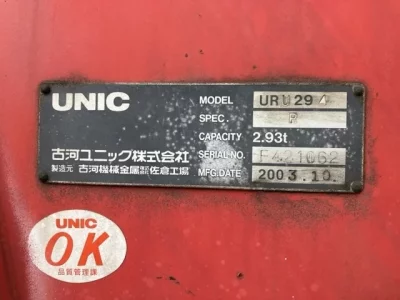 UNIC
MODEL URU294
SPEC. R
CAPACITY 2.93t
古河ユニック株式会社
SERIAL NO. F421062
製造元 古河機械金属株式会社佐倉工場
MFG.DATE 2003.10.
UNIC
OK
品質管理課